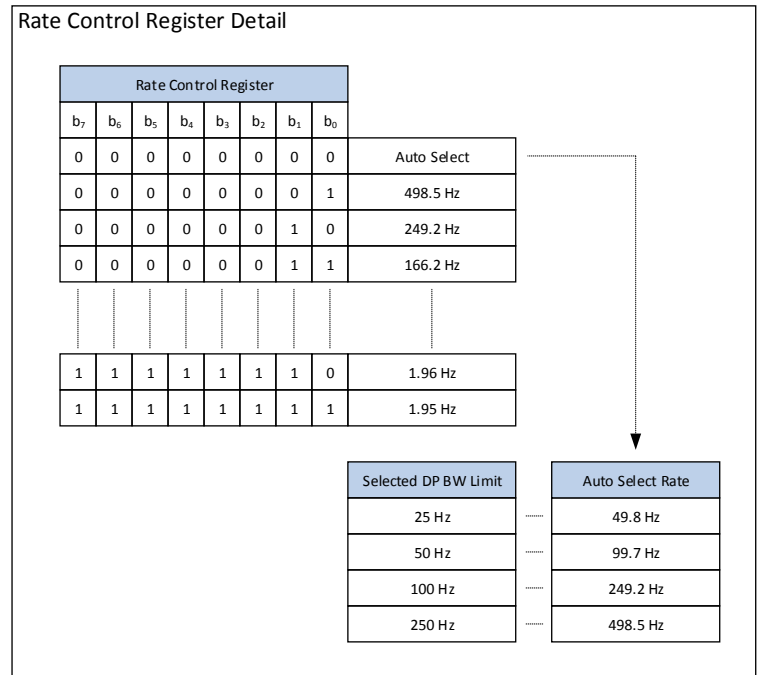 Rate Control Register Detail
Rate Control Register
b₇ b₆ b₅ b₄ b₃ b₂ b₁ b₀
0 0 0 0 0 0 0 0 Auto Select
0 0 0 0 0 0 0 1 498.5 Hz
0 0 0 0 0 0 1 0 249.2 Hz
0 0 0 0 0 0 1 1 166.2 Hz
1 1 1 1 1 1 1 0 1.96 Hz
1 1 1 1 1 1 1 1 1.95 Hz
Selected DP BW Limit Auto Select Rate
25 Hz 49.8 Hz
50 Hz 99.7 Hz
100 Hz 249.2 Hz
250 Hz 498.5 Hz